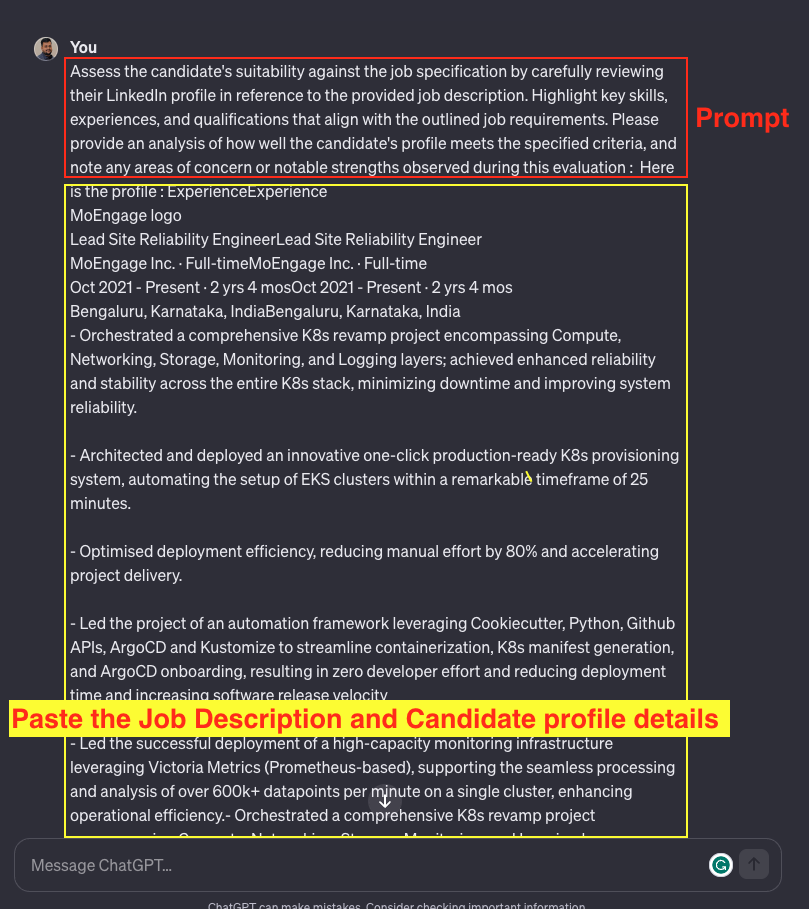 You
Assess the candidate's suitability against the job specification by carefully reviewing
their LinkedIn profile in reference to the provided job description. Highlight key skills,
experiences, and qualifications that align with the outlined job requirements. Please
provide an analysis of how well the candidate's profile meets the specified criteria, and
note any areas of concern or notable strengths observed during this evaluation : Here
is the profile : ExperienceExperience
Prompt
MoEngage logo
Lead Site Reliability EngineerLead Site Reliability Engineer
MoEngage Inc. · Full-timeMoEngage Inc. · Full-time
Oct 2021 - Present · 2 yrs 4 mosOct 2021 - Present · 2 yrs 4 mos
Bengaluru, Karnataka, IndiaBengaluru, Karnataka, India
- Orchestrated a comprehensive K8s revamp project encompassing Compute,
Networking, Storage, Monitoring, and Logging layers; achieved enhanced reliability
and stability across the entire K8s stack, minimizing downtime and improving system
reliability.
- Architected and deployed an innovative one-click production-ready K8s provisioning
system, automating the setup of EKS clusters within a remarkable timeframe of 25
minutes.
- Optimised deployment efficiency, reducing manual effort by 80% and accelerating
project delivery.
- Led the project of an automation framework leveraging Cookiecutter, Python, Github
APIs, ArgoCD and Kustomize to streamline containerization, K8s manifest generation,
and ArgoCD onboarding, resulting in zero developer effort and reducing deployment
time and increasing software release velocity
Paste the Job Description and Candidate profile details
- Led the successful deployment of a high-capacity monitoring infrastructure
leveraging Victoria Metrics (Prometheus-based), supporting the seamless processing
and analysis of over 600k+ datapoints per minute on a single cluster, enhancing
operational efficiency.- Orchestrated a comprehensive K8s revamp project
Message ChatGPT...
ChatGPT can make mistakes. Consider checking important information.